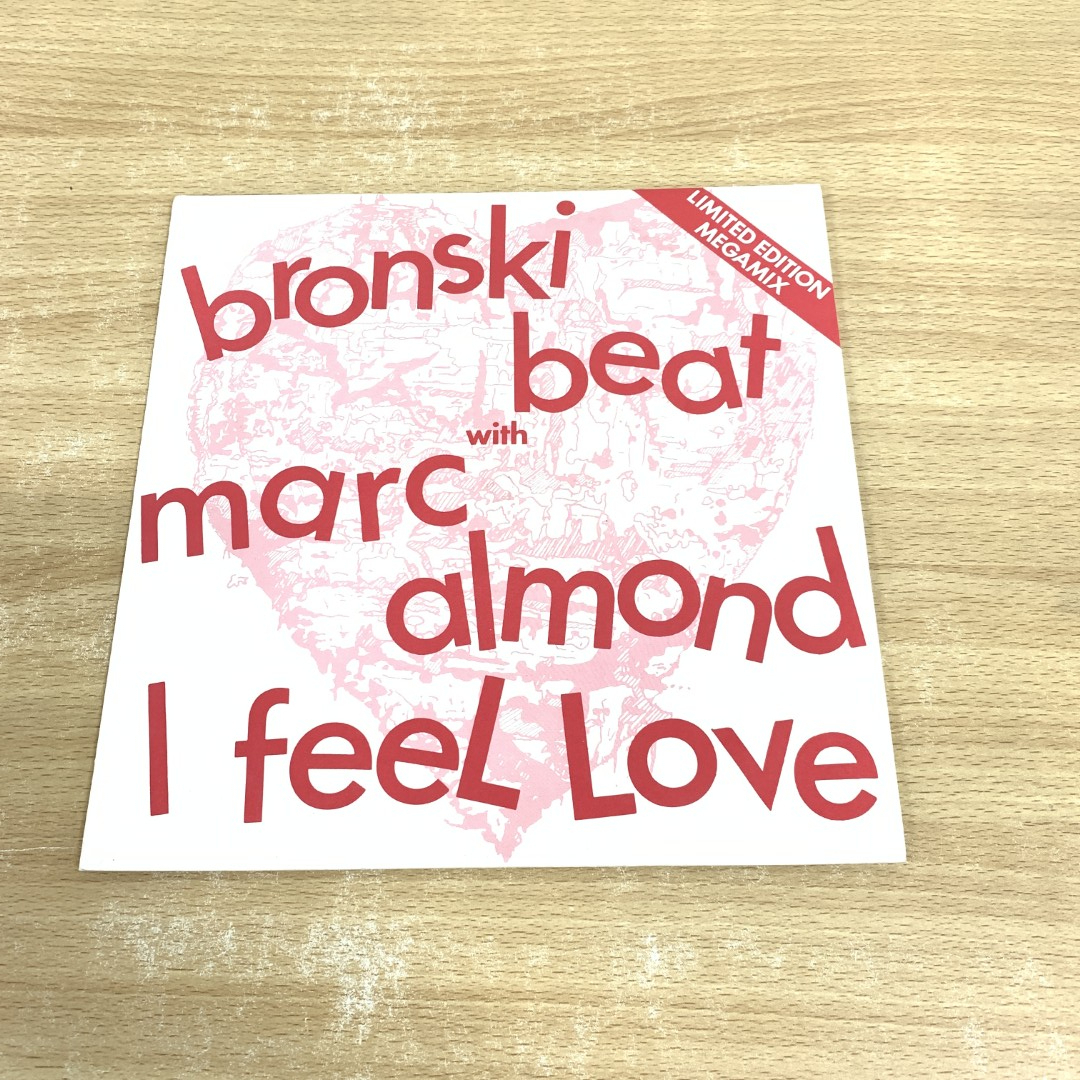 LIMITED EDITION
MEGAMIX
bronski
beat
with
marc
almond
I feeL Love